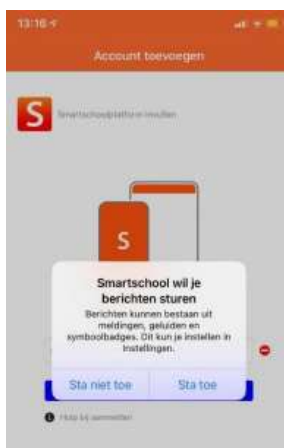 13:16
Account toevoegen
S
Smartschoolplatform invullen
S
Smartschool wil je
berichten sturen
Berichten kunnen bestaan uit
meldingen, geluiden en
symboolbadges. Dit kun je instellen in
Instellingen.
Sta niet toe
Sta toe
Hulp bij aanmelden